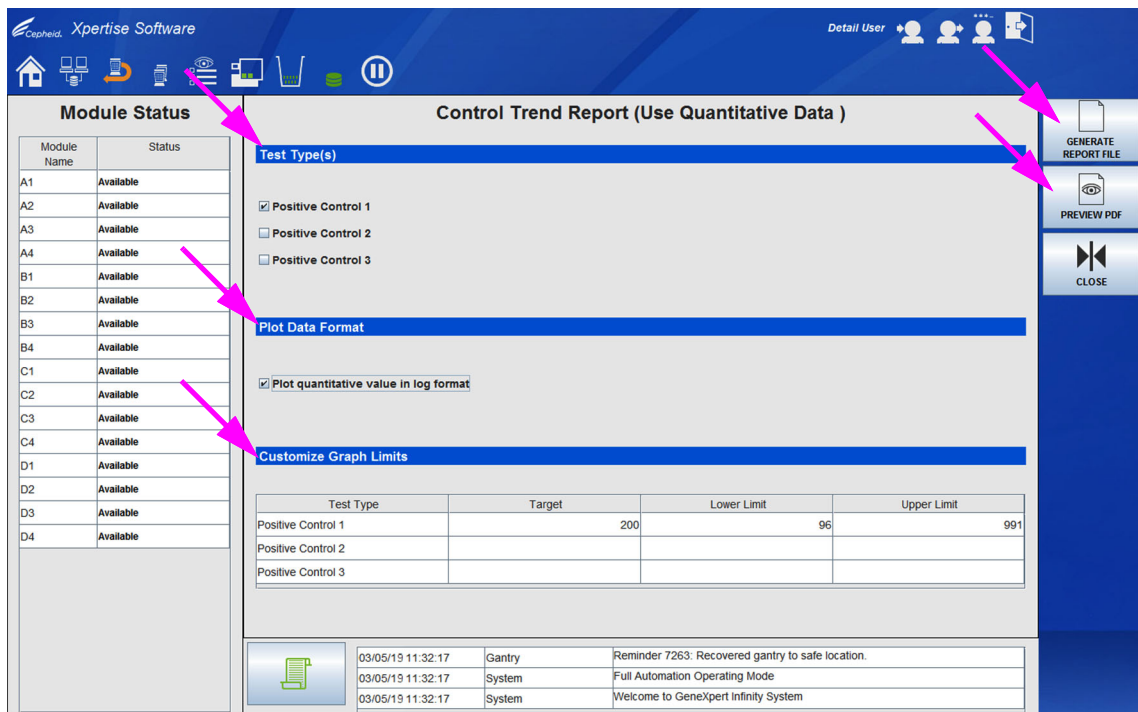 Cepheid. Xpertise Software
Detail User
Module Status
Module Name Status
A1 Available
A2 Available
A3 Available
A4 Available
B1 Available
B2 Available
B3 Available
B4 Available
C1 Available
C2 Available
C3 Available
C4 Available
D1 Available
D2 Available
D3 Available
D4 Available
Control Trend Report (Use Quantitative Data )
Test Type(s)
Positive Control 1
Positive Control 2
Positive Control 3
Plot Data Format
Plot quantitative value in log format
Customize Graph Limits
Test Type Target Lower Limit Upper Limit
Positive Control 1 200 96 991
Positive Control 2
Positive Control 3
03/05/19 11:32:17 Gantry Reminder 7263: Recovered gantry to safe location.
03/05/19 11:32:17 System Full Automation Operating Mode
03/05/19 11:32:17 System Welcome to GeneXpert Infinity System
GENERATE
REPORT FILE
PREVIEW PDF
CLOSE